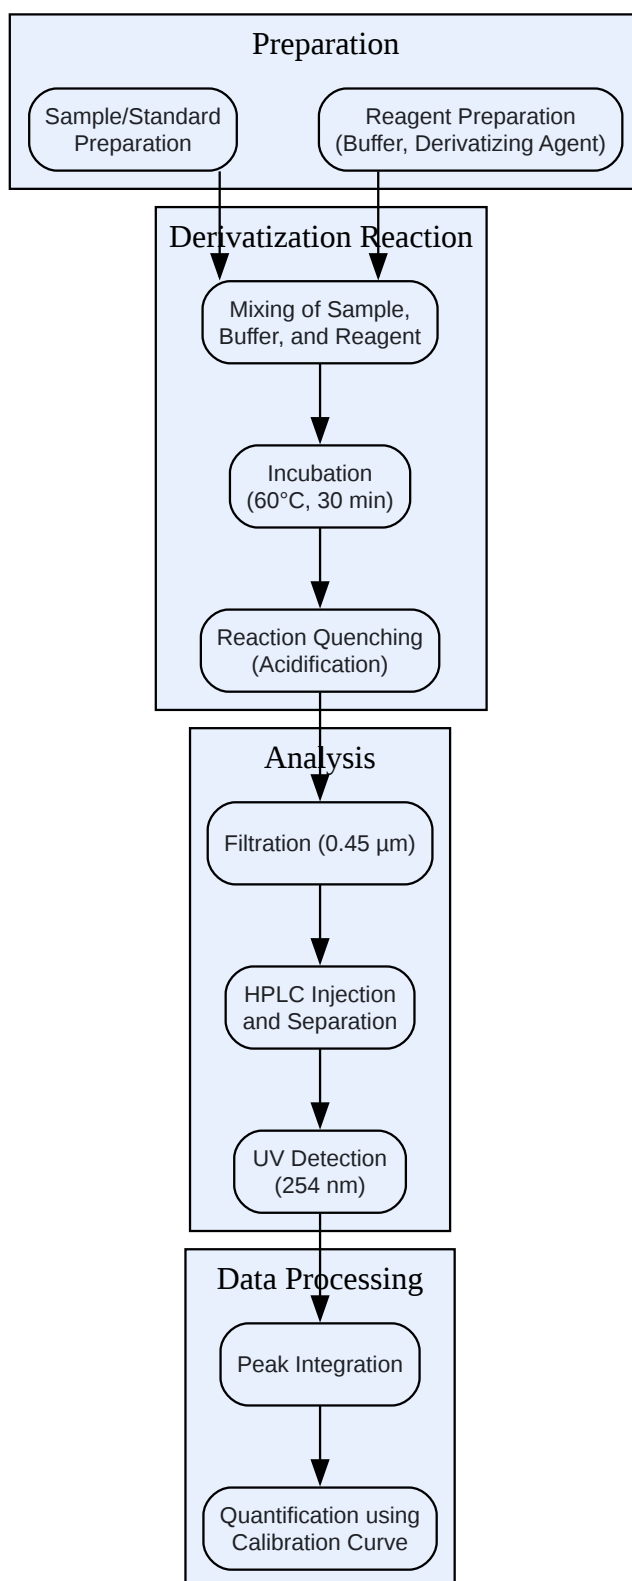 Preparation
Sample/Standard
Preparation
Reagent Preparation
(Buffer, Derivatizing Agent)
Derivatization Reaction
Mixing of Sample,
Buffer, and Reagent
Incubation
(60°C, 30 min)
Reaction Quenching
(Acidification)
Analysis
Filtration (0.45 µm)
HPLC Injection
and Separation
UV Detection
(254 nm)
Data Processing
Peak Integration
Quantification using
Calibration Curve